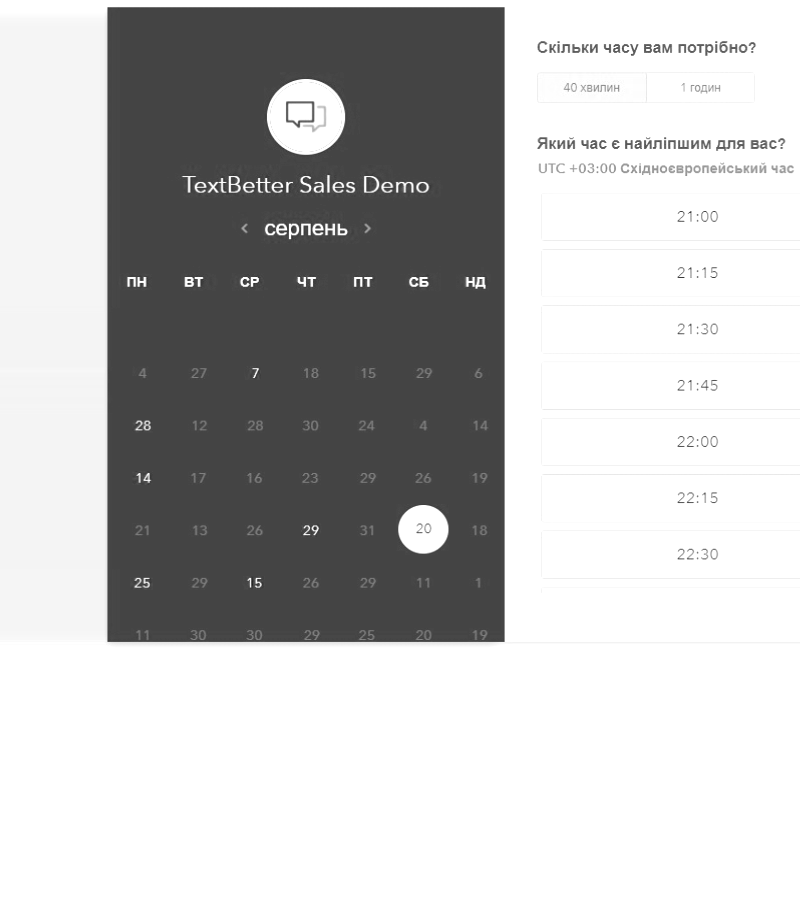 TextBetter Sales Demo
‹ серпень ›
ПН ВТ СР ЧТ ПТ СБ НД
4 27 7 18 15 29 6
28 12 28 30 24 4 14
14 17 16 23 29 26 19
21 13 26 29 31 20 18
25 29 15 26 29 11 1
11 30 30 29 25 20 19
Скільки часу вам потрібно?
40 хвилин 1 годин
Який час є найліпшим для вас?
UTC +03:00 Східноєвропейський час
21:00
21:15
21:30
21:45
22:00
22:15
22:30